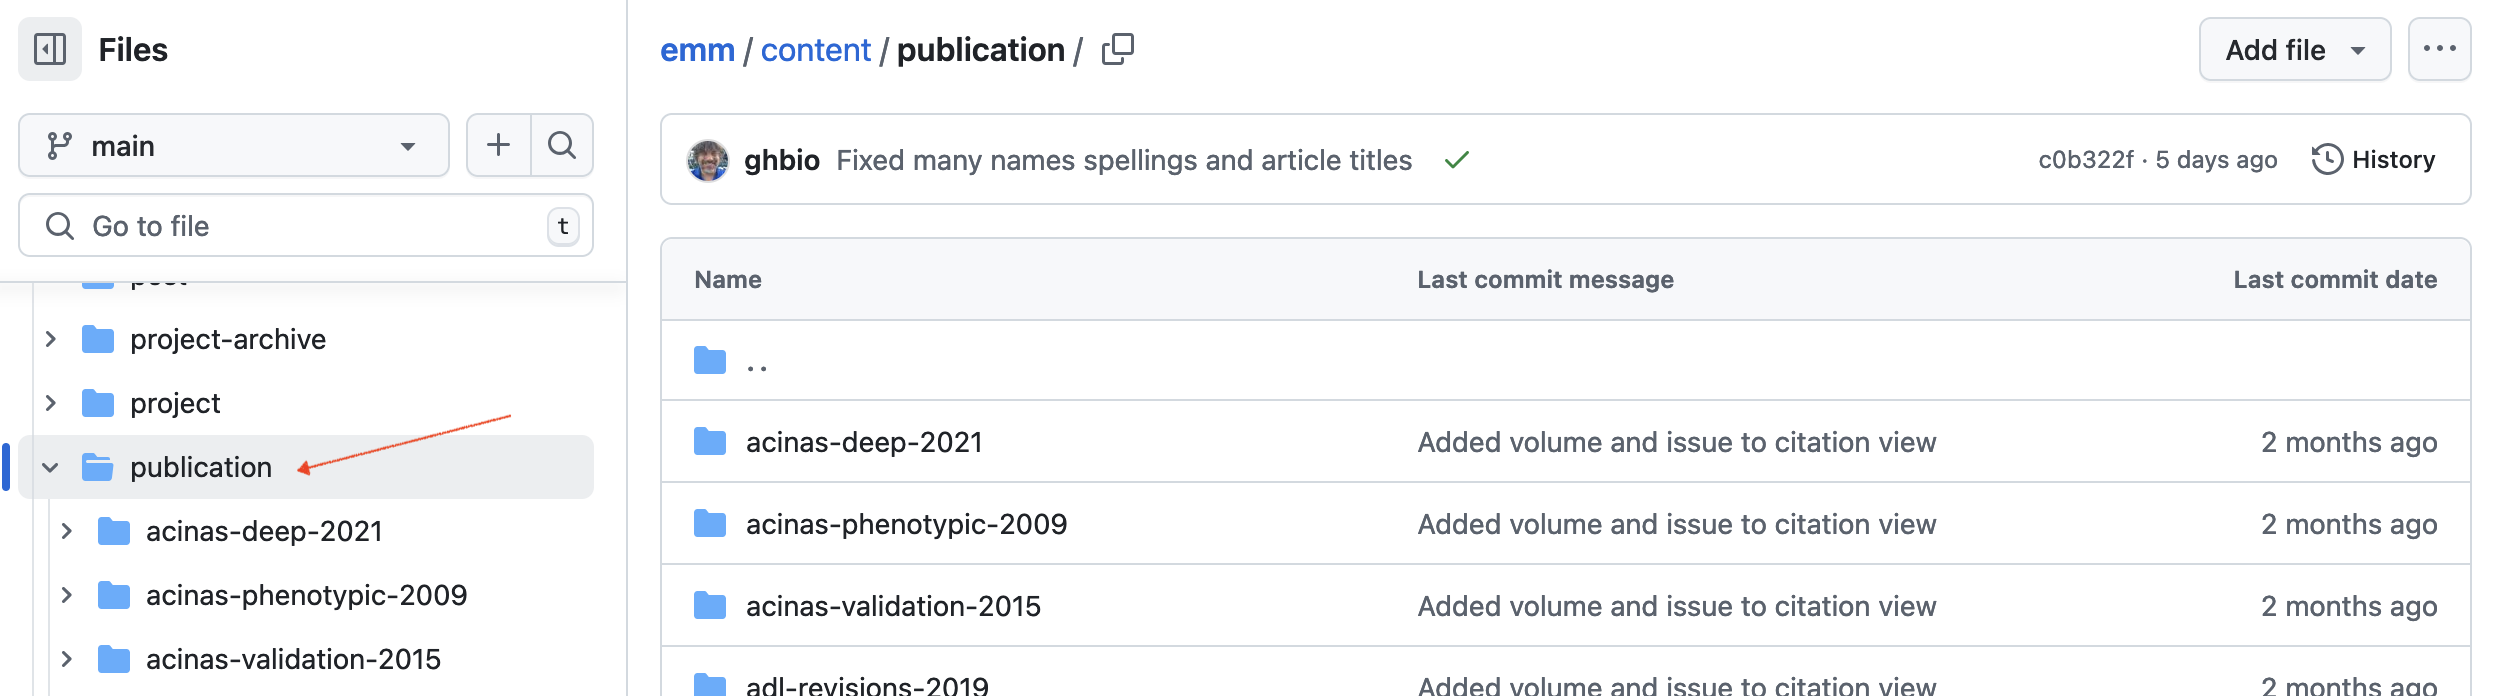 Files
main
Go to file
t
post
project-archive
project
publication
acinas-deep-2021
acinas-phenotypic-2009
acinas-validation-2015
emm / content / publication /
Add file
ghbio Fixed many names spellings and article titles
c0b322f · 5 days ago
History
Name Last commit message Last commit date
..
acinas-deep-2021 Added volume and issue to citation view 2 months ago
acinas-phenotypic-2009 Added volume and issue to citation view 2 months ago
acinas-validation-2015 Added volume and issue to citation view 2 months ago
adl-revisions-2019 Added volume and issue to citation view 2 months ago